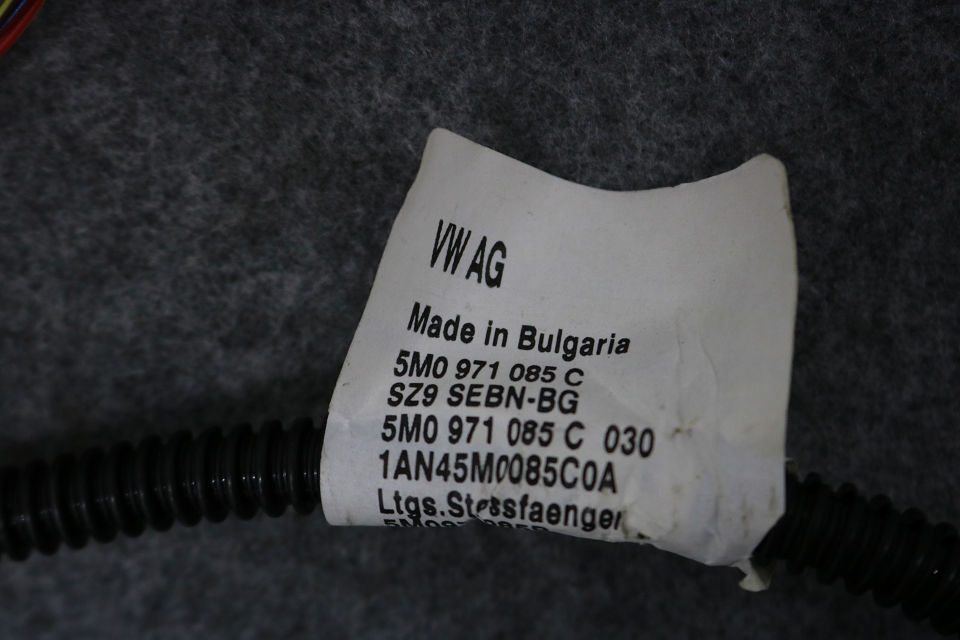 VW AG
Made in Bulgaria
5M0 971 085 C
SZ9 SEBN-BG
5M0 971 085 C 030
1AN45M0085C0A
Ltgs.Stossfaenger